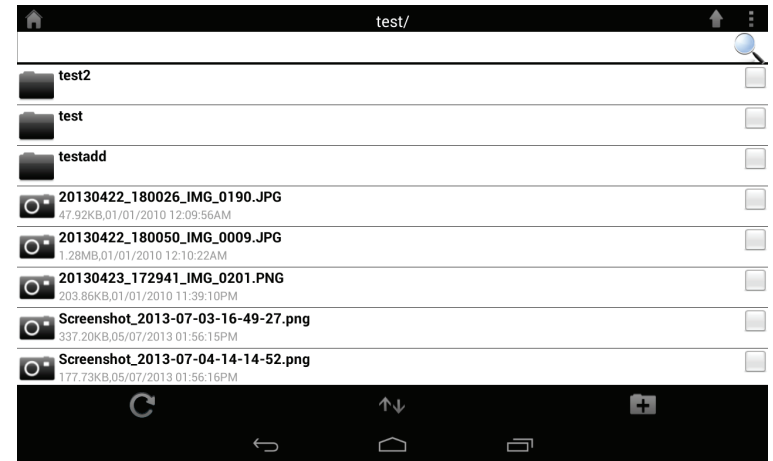 test/
test2
test
testadd
20130422_180026_IMG_0190.JPG
47.92KB,01/01/2010 12:09:56AM
20130422_180050_IMG_0009.JPG
1.28MB,01/01/2010 12:10:22AM
20130423_172941_IMG_0201.PNG
203.86KB,01/01/2010 11:39:10PM
Screenshot_2013-07-03-16-49-27.png
337.20KB,05/07/2013 01:56:15PM
Screenshot_2013-07-04-14-14-52.png
177.73KB,05/07/2013 01:56:16PM